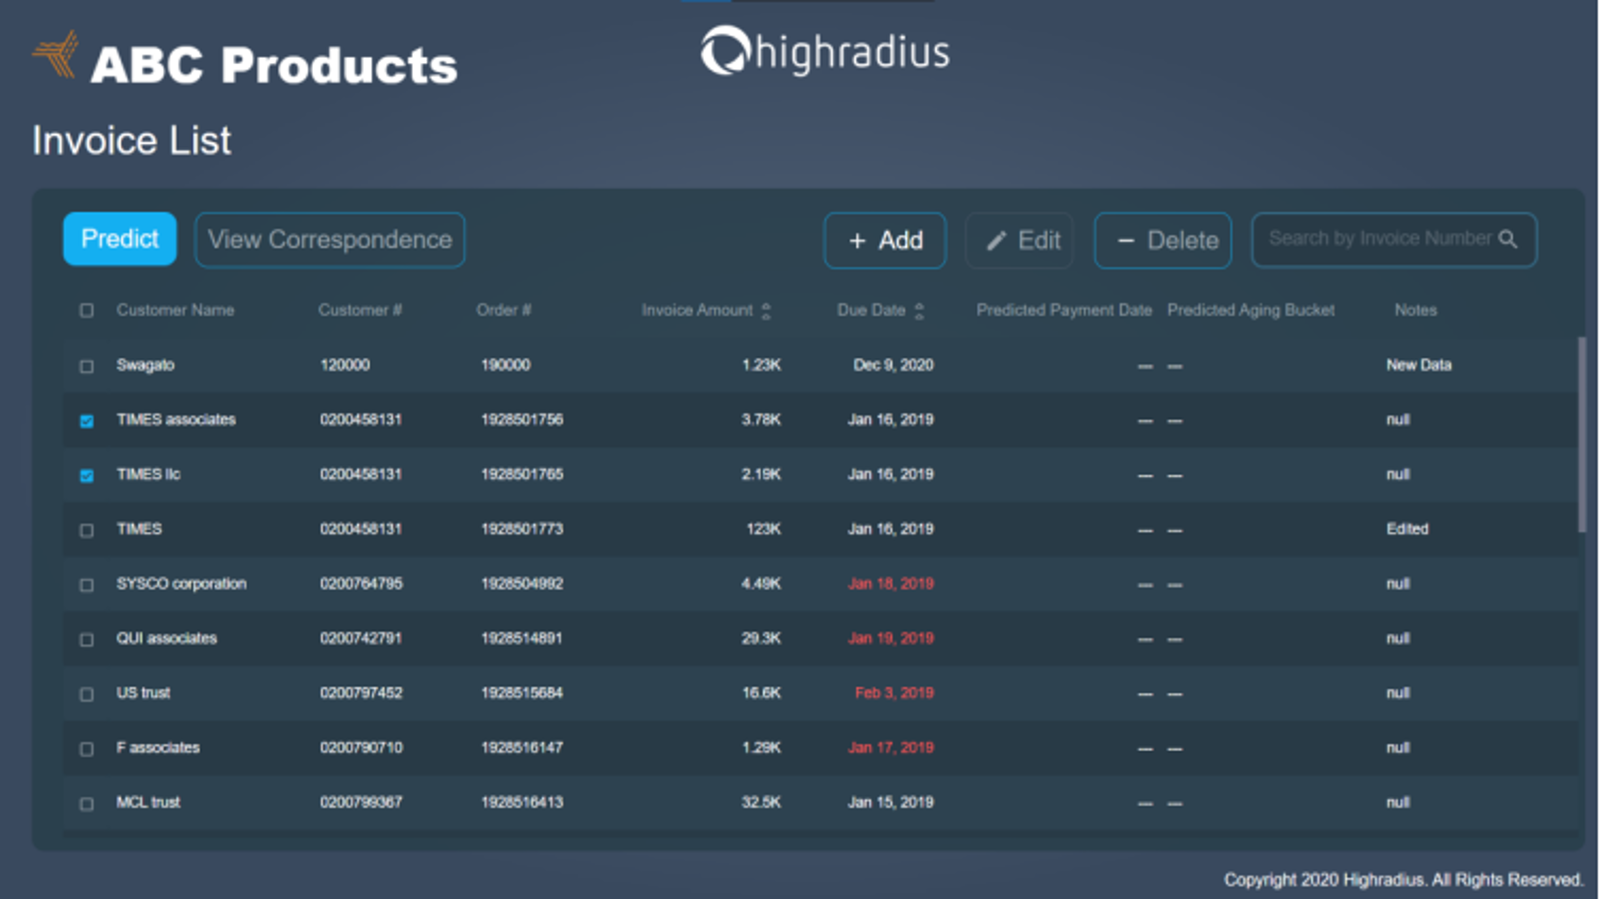 ABC Products
highradius
Invoice List
Predict View Correspondence + Add Edit − Delete Search by Invoice Number
Customer Name Customer # Order # Invoice Amount Due Date Predicted Payment Date Predicted Aging Bucket Notes
Swagato 120000 190000 1.23K Dec 9, 2020 -- -- New Data
TIMES associates 0200458131 1928501756 3.78K Jan 16, 2019 -- -- null
TIMES llc 0200458131 1928501765 2.19K Jan 16, 2019 -- -- null
TIMES 0200458131 1928501773 123K Jan 16, 2019 -- -- Edited
SYSCO corporation 0200764795 1928504992 4.49K Jan 18, 2019 -- -- null
QUI associates 0200742791 1928514891 29.3K Jan 19, 2019 -- -- null
US trust 0200797452 1928515684 16.6K Feb 3, 2019 -- -- null
F associates 0200790710 1928516147 1.29K Jan 17, 2019 -- -- null
MCL trust 0200799367 1928516413 32.5K Jan 15, 2019 -- -- null
Copyright 2020 Highradius. All Rights Reserved.